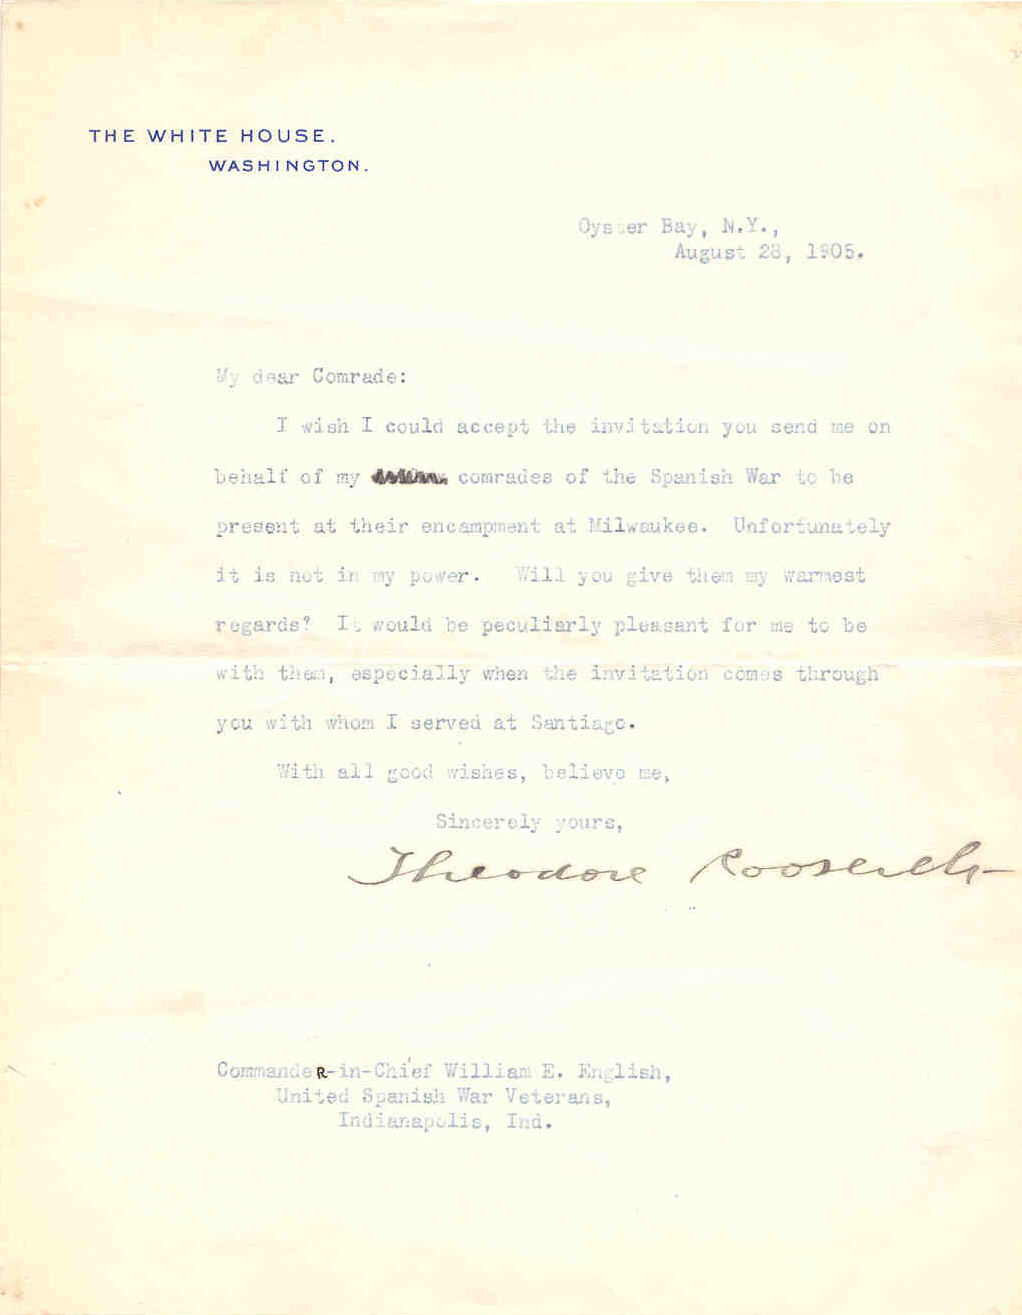 THE WHITE HOUSE.
WASHINGTON.
Oyster Bay, N.Y.,
August 28, 1905.
My dear Comrade:
I wish I could accept the invitation you send me on
behalf of my comrades of the Spanish War to be
present at their encampment at Milwaukee. Unfortunately
it is not in my power. Will you give them my warmest
regards? It would be peculiarly pleasant for me to be
with them, especially when the invitation comes through
you with whom I served at Santiago.
With all good wishes, believe me,
Sincerely yours,
Theodore Roosevelt
CommandeR-in-Chief William E. English,
United Spanish War Veterans,
Indianapolis, Ind.